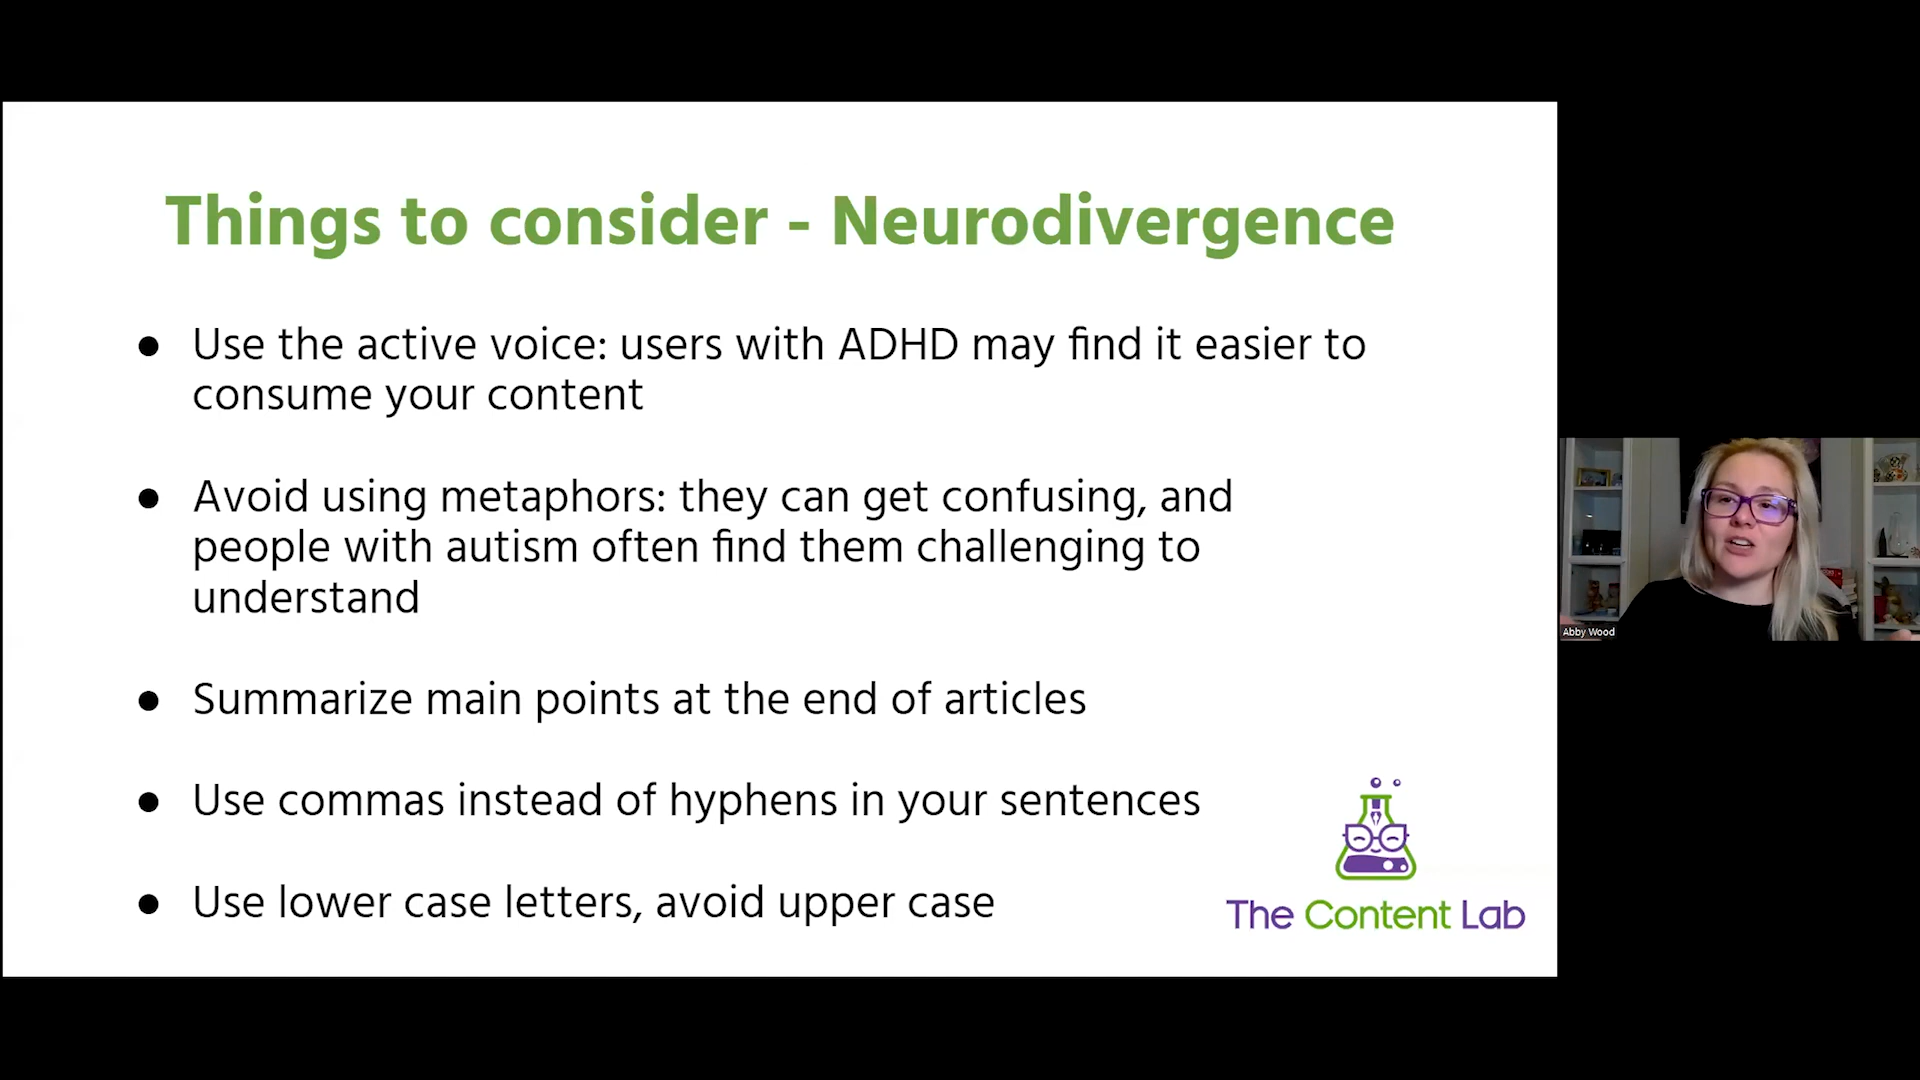 Things to consider - Neurodivergence
● Use the active voice: users with ADHD may find it easier to
consume your content
● Avoid using metaphors: they can get confusing, and
people with autism often find them challenging to
understand
● Summarize main points at the end of articles
● Use commas instead of hyphens in your sentences
● Use lower case letters, avoid upper case
The Content Lab
Abby Wood